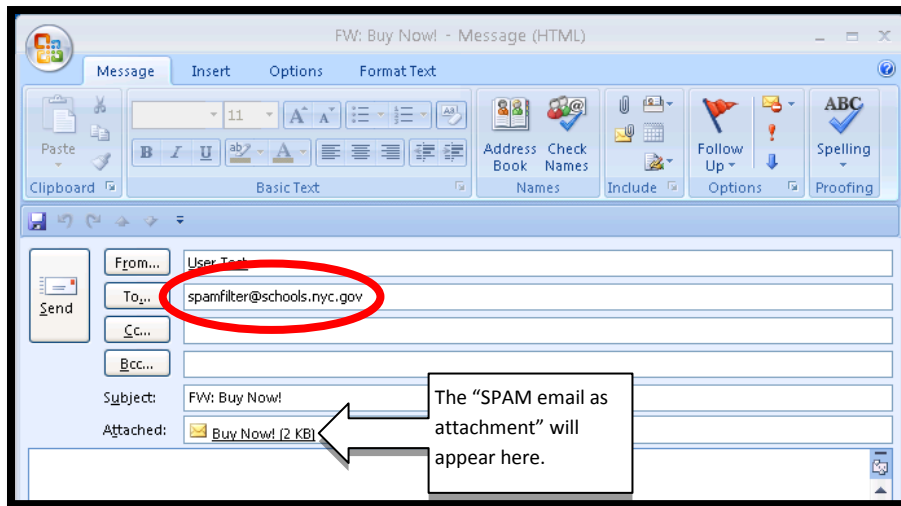 FW: Buy Now! - Message (HTML)
Message Insert Options Format Text
Paste
11
A A
ABC
B I U ab A
Address Book
Check Names
Follow Up
ABC
Spelling
Clipboard Basic Text Names Include Options Proofing
From... User Test
Send
To... spamfilter@schools.nyc.gov
Cc...
Bcc...
Subject: FW: Buy Now!
Attached: Buy Now! (2 KB)
The “SPAM email as
attachment” will
appear here.